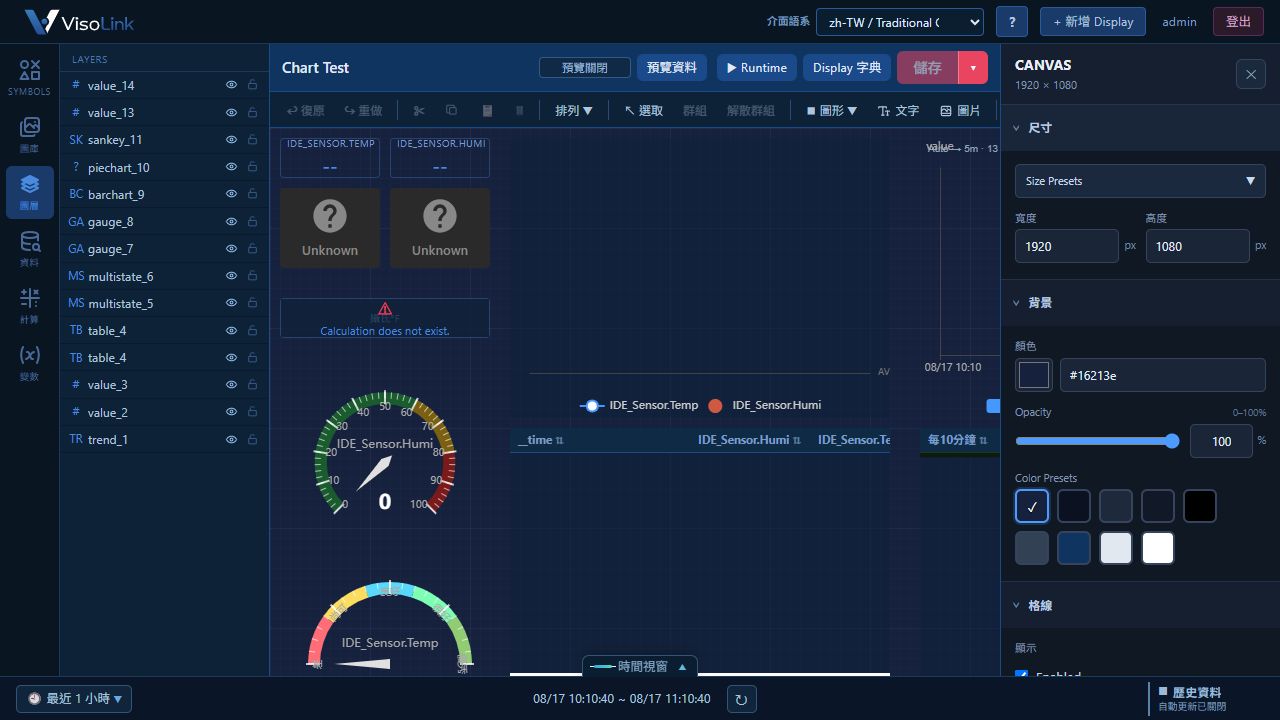 VisoLink
介面語系
zh-TW / Traditional C
?
+ 新增 Display
admin
登出
SYMBOLS
圖庫
圖層
資料
計算
變數
LAYERS
# value_14
# value_13
SK sankey_11
? piechart_10
BC barchart_9
GA gauge_8
GA gauge_7
MS multistate_6
MS multistate_5
TB table_4
TB table_4
# value_3
# value_2
TR trend_1
Chart Test
預覽關閉
預覽資料
▶ Runtime
Display 字典
儲存
▼
↩ 復原
↪ 重做
排列 ▼
↖ 選取
群組
解散群組
■ 圖形 ▼
文字
圖片
IDE_SENSOR.TEMP
--
IDE_SENSOR.HUMI
--
? Unknown
? Unknown
Calculation does not exist.
0
10
20
30
40
50
60
70
80
90
100
IDE_Sensor.Humi
0
IDE_Sensor.Temp
AV
IDE_Sensor.Temp
IDE_Sensor.Humi
__time
IDE_Sensor.Humi
IDE_Sensor.Te
value
→ 5m · 13
08/17 10:10
每10分鐘
時間視窗 ▲
CANVAS
1920 × 1080
尺寸
Size Presets ▼
寬度
高度
1920 px
1080 px
背景
顏色
#16213e
Opacity
0–100%
100 %
Color Presets
✓
格線
顯示
Enabled
最近 1 小時 ▼
08/17 10:10:40 ~ 08/17 11:10:40
↻
■ 歷史資料
自動更新已關閉